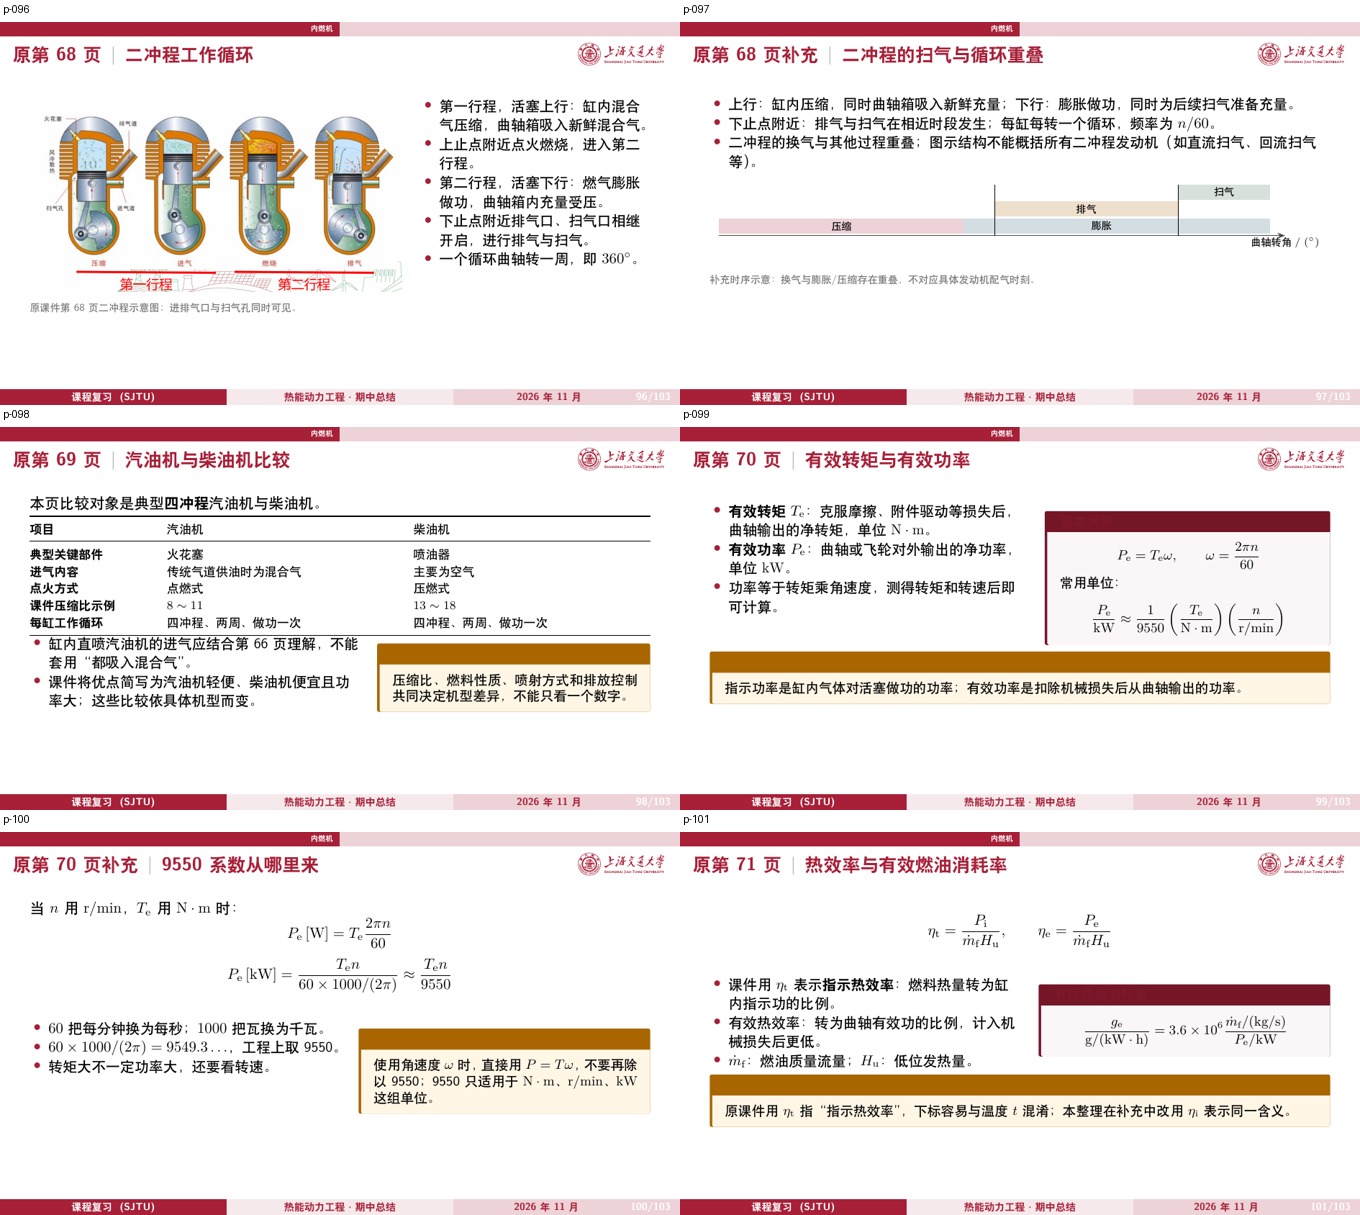 p-096
内燃机
原第 68 页 | 二冲程工作循环
上海交通大学
SHANGHAI JIAO TONG UNIVERSITY
火花塞
排气道
风冷散热
扫气孔
进气道
压缩
进气
燃烧
排气
第一行程
第二行程
原课件第 68 页二冲程示意图；进排气口与扫气孔同时可见。
• 第一行程，活塞上行：缸内混合
气压缩，曲轴箱吸入新鲜混合气。
• 上止点附近点火燃烧，进入第二
行程。
• 第二行程，活塞下行：燃气膨胀
做功，曲轴箱内充量受压。
• 下止点附近排气口、扫气口相继
开启，进行排气与扫气。
• 一个循环曲轴转一周，即 360°。
课程复习（SJTU） 热能动力工程 · 期中总结 2026 年 11 月 96/103
p-097
内燃机
原第 68 页补充 | 二冲程的扫气与循环重叠
上海交通大学
SHANGHAI JIAO TONG UNIVERSITY
• 上行：缸内压缩，同时曲轴箱吸入新鲜充量；下行：膨胀做功，同时为后续扫气准备充量。
• 下止点附近：排气与扫气在相近时段发生；每缸每转一个循环，频率为 n/60。
• 二冲程的换气与其他过程重叠；图示结构不能概括所有二冲程发动机（如直流扫气、回流扫气
等）。
扫气
排气
压缩
膨胀
曲轴转角 / (°)
补充时序示意：换气与膨胀/压缩存在重叠，不对应具体发动机配气时刻。
课程复习（SJTU） 热能动力工程 · 期中总结 2026 年 11 月 97/103
p-098
内燃机
原第 69 页 | 汽油机与柴油机比较
上海交通大学
SHANGHAI JIAO TONG UNIVERSITY
本页比较对象是典型四冲程汽油机与柴油机。
项目 汽油机 柴油机
典型关键部件 火花塞 喷油器
进气内容 传统气道供油时为混合气 主要为空气
点火方式 点燃式 压燃式
课件压缩比示例 8 ∼ 11 13 ∼ 18
每缸工作循环 四冲程、两周、做功一次 四冲程、两周、做功一次
• 缸内直喷汽油机的进气应结合第 66 页理解，不能
套用“都吸入混合气”。
• 课件将优点简写为汽油机轻便、柴油机便宜且功
率大；这些比较依具体机型而变。
压缩比、燃料性质、喷射方式和排放控制
共同决定机型差异，不能只看一个数字。
课程复习（SJTU） 热能动力工程 · 期中总结 2026 年 11 月 98/103
p-099
内燃机
原第 70 页 | 有效转矩与有效功率
上海交通大学
SHANGHAI JIAO TONG UNIVERSITY
• 有效转矩 Te：克服摩擦、附件驱动等损失后，
曲轴输出的净转矩，单位 N · m。
• 有效功率 Pe：曲轴或飞轮对外输出的净功率，
单位 kW。
• 功率等于转矩乘角速度，测得转矩和转速后即
可计算。
Pe = Teω, ω = 2πn/60
常用单位：
Pe/kW ≈ 1/9550 (Te/N · m) (n/r/min)
指示功率是缸内气体对活塞做功的功率；有效功率是扣除机械损失后从曲轴输出的功率。
课程复习（SJTU） 热能动力工程 · 期中总结 2026 年 11 月 99/103
p-100
内燃机
原第 70 页补充 | 9550 系数从哪里来
上海交通大学
SHANGHAI JIAO TONG UNIVERSITY
当 n 用 r/min，Te 用 N · m 时：
Pe [W] = Te 2πn/60
Pe [kW] = Ten/(60 × 1000/(2π)) ≈ Ten/9550
• 60 把每分钟换为每秒；1000 把瓦换为千瓦。
• 60 × 1000/(2π) = 9549.3…，工程上取 9550。
• 转矩大不一定功率大，还要看转速。
使用角速度 ω 时，直接用 P = Tω，不要再除
以 9550；9550 只适用于 N · m、r/min、kW
这组单位。
课程复习（SJTU） 热能动力工程 · 期中总结 2026 年 11 月 100/103
p-101
内燃机
原第 71 页 | 热效率与有效燃油消耗率
上海交通大学
SHANGHAI JIAO TONG UNIVERSITY
ηt = Pi/(ṁfHu), ηe = Pe/(ṁfHu)
• 课件用 ηt 表示指示热效率：燃料热量转为缸
内指示功的比例。
• 有效热效率：转为曲轴有效功的比例，计入机
械损失后更低。
• ṁf：燃油质量流量；Hu：低位发热量。
ge/(g/(kW · h)) = 3.6 × 10⁶ (ṁf/(kg/s))/(Pe/kW)
原课件用 ηt 指“指示热效率”，下标容易与温度 t 混淆；本整理在补充中改用 ηi 表示同一含义。
课程复习（SJTU） 热能动力工程 · 期中总结 2026 年 11 月 101/103